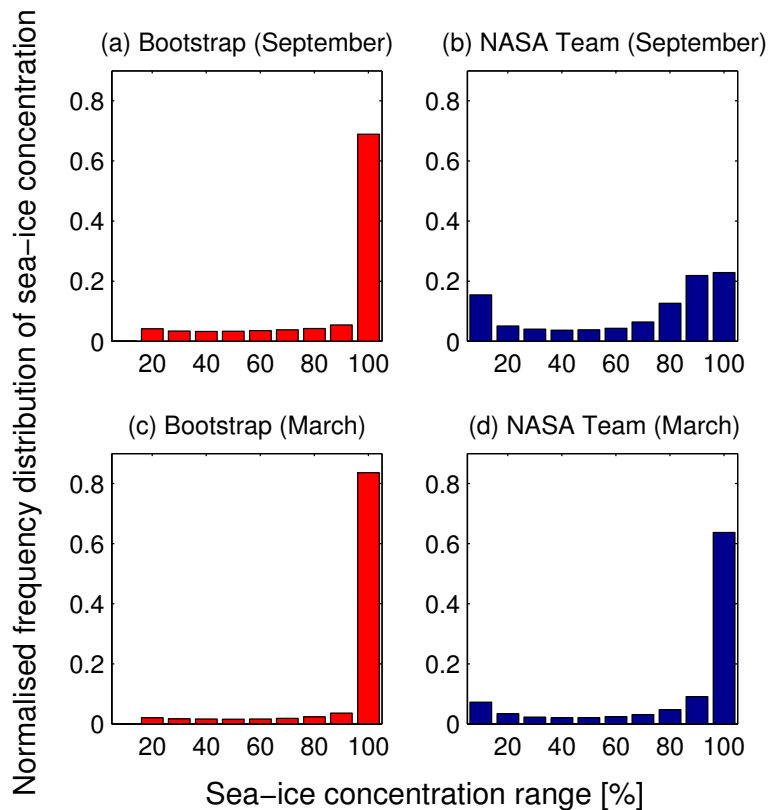 Normalised frequency distribution of sea−ice concentration
(a) Bootstrap (September)
0.8
0.6
0.4
0.2
0
20 40 60 80 100
(b) NASA Team (September)
0.8
0.6
0.4
0.2
0
20 40 60 80 100
(c) Bootstrap (March)
0.8
0.6
0.4
0.2
0
20 40 60 80 100
(d) NASA Team (March)
0.8
0.6
0.4
0.2
0
20 40 60 80 100
Sea−ice concentration range [%]